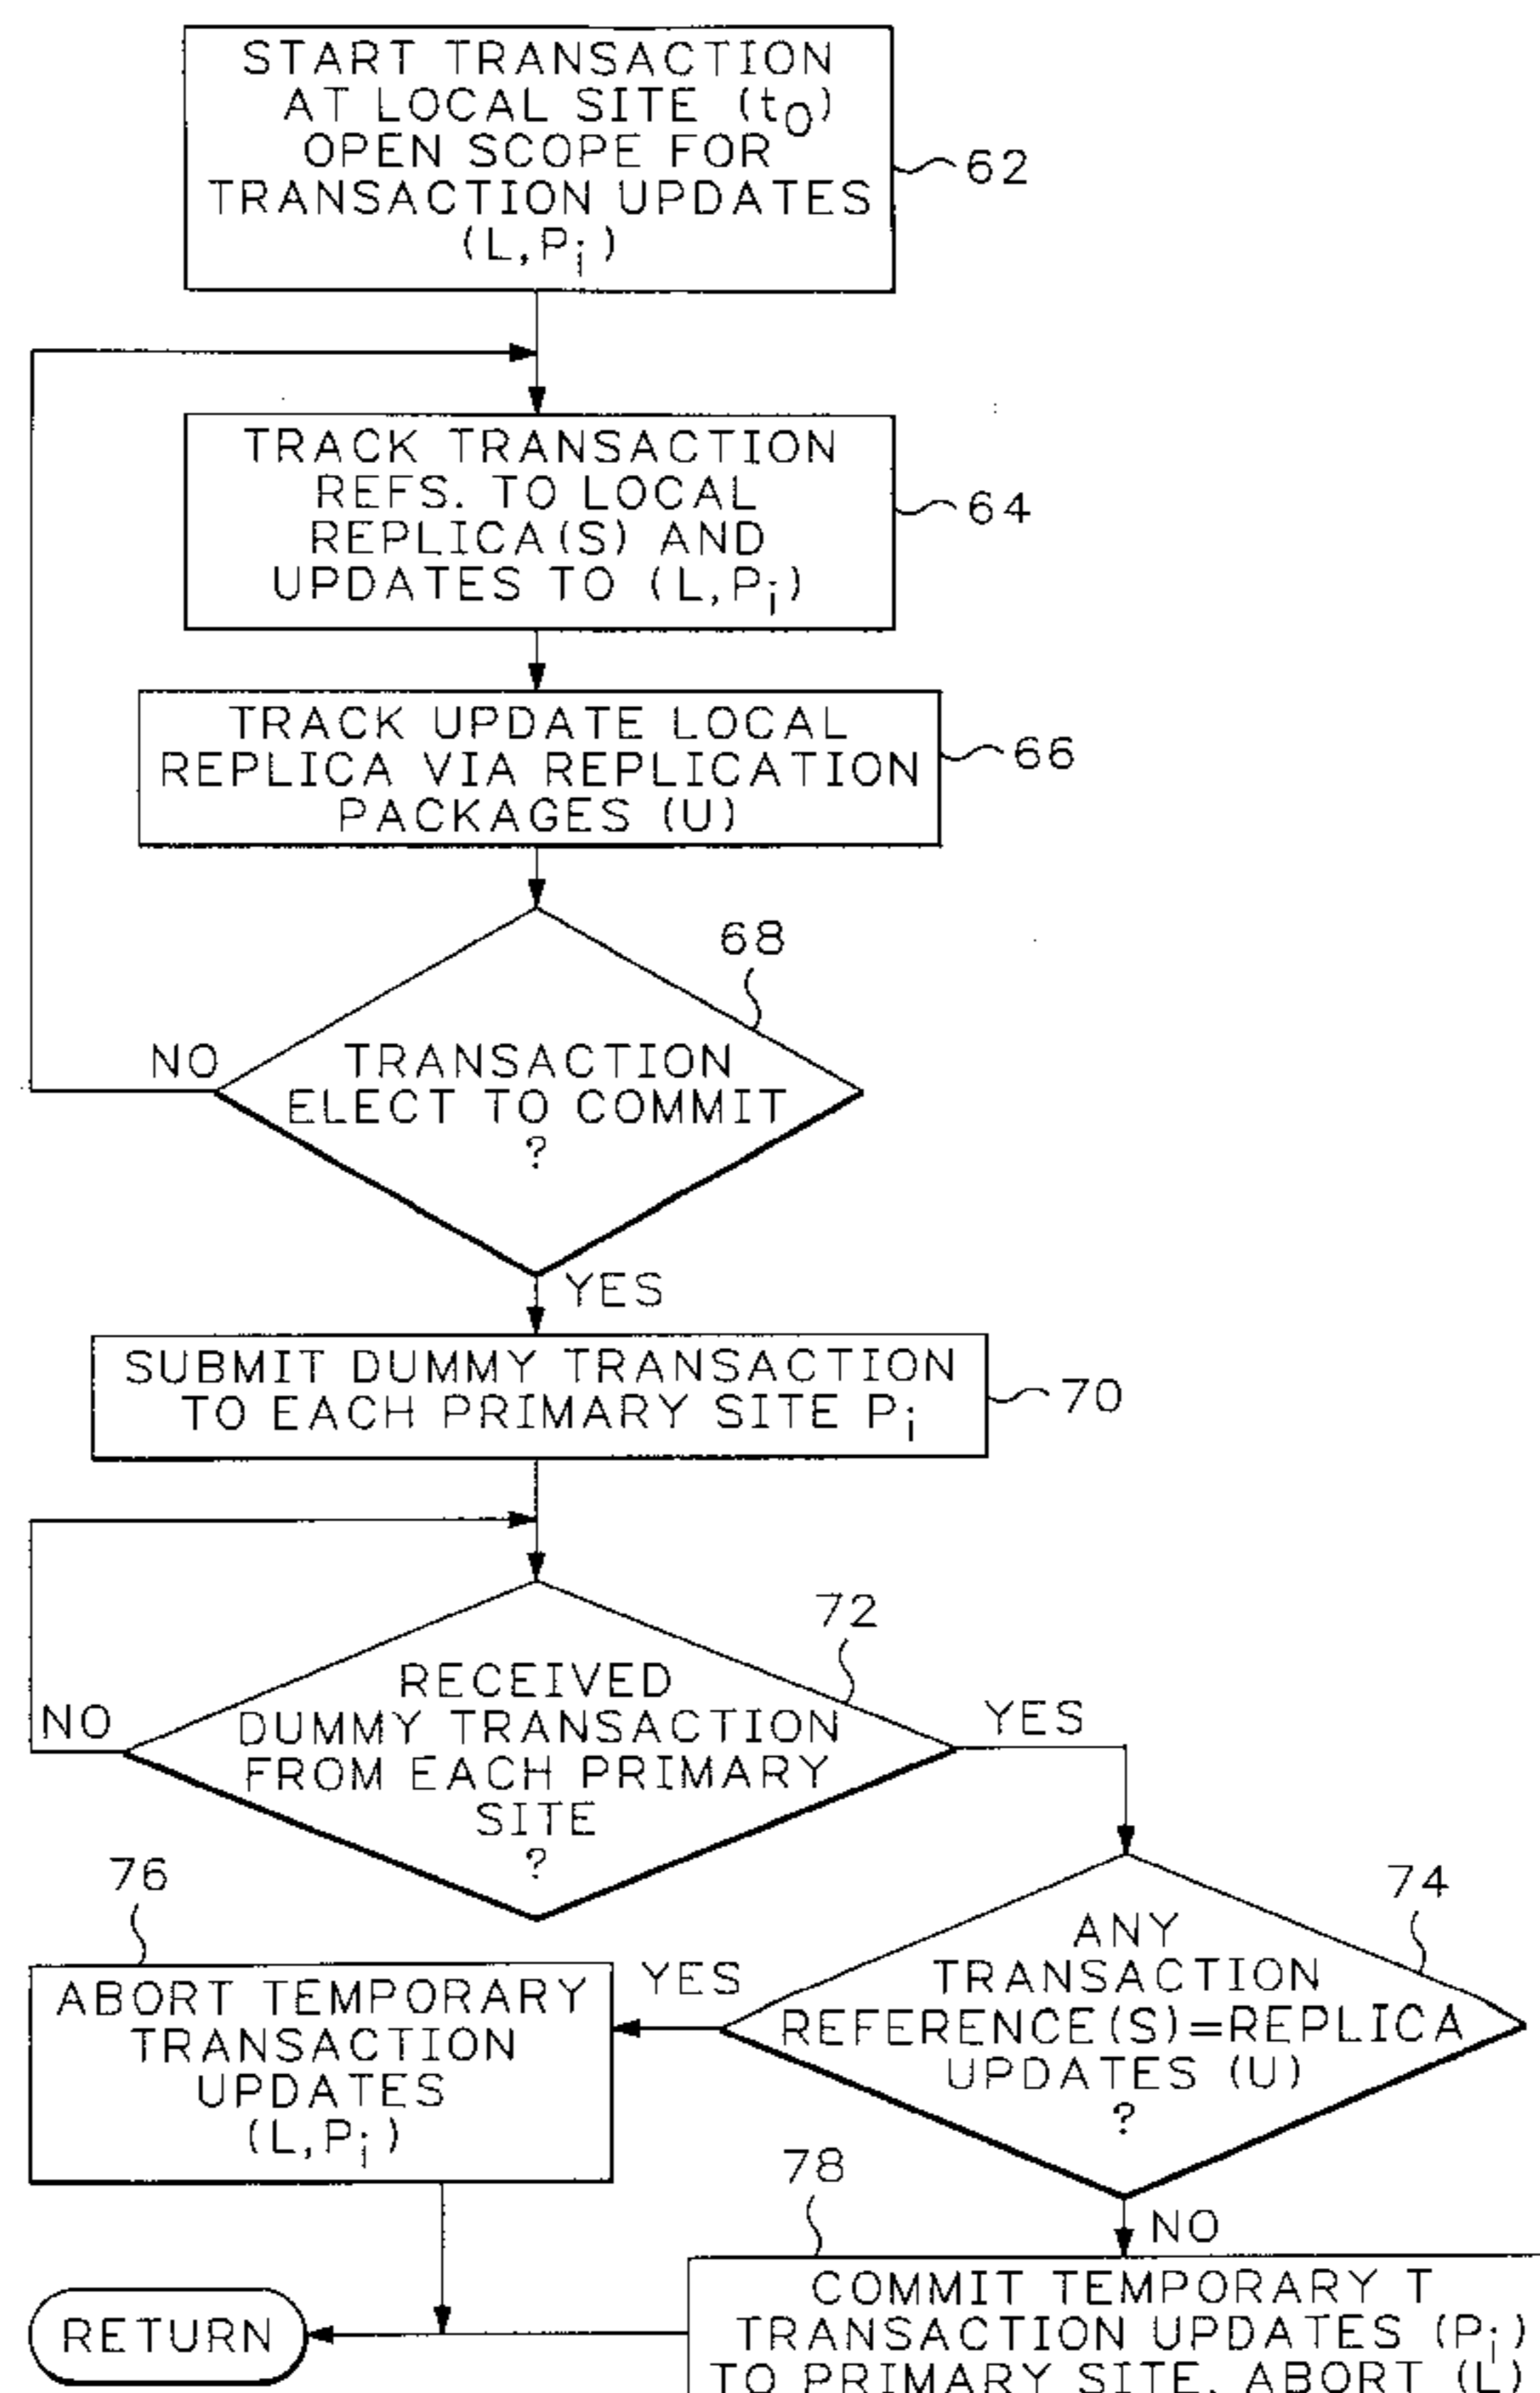 START TRANSACTION
AT LOCAL SITE (t0)
OPEN SCOPE FOR
TRANSACTION UPDATES
(L,Pi)
62
TRACK TRANSACTION
REFS. TO LOCAL
REPLICA(S) AND
UPDATES TO (L,Pi)
64
TRACK UPDATE LOCAL
REPLICA VIA REPLICATION
PACKAGES (U)
66
68
NO
TRANSACTION
ELECT TO COMMIT
?
YES
SUBMIT DUMMY TRANSACTION
TO EACH PRIMARY SITE Pi
70
72
NO
RECEIVED
DUMMY TRANSACTION
FROM EACH PRIMARY
SITE
?
YES
74
ANY
TRANSACTION
REFERENCE(S)=REPLICA
UPDATES (U)
?
YES
76
ABORT TEMPORARY
TRANSACTION
UPDATES
(L,Pi)
NO
78
COMMIT TEMPORARY T
TRANSACTION UPDATES (Pi)
TO PRIMARY SITE, ABORT (L)
RETURN